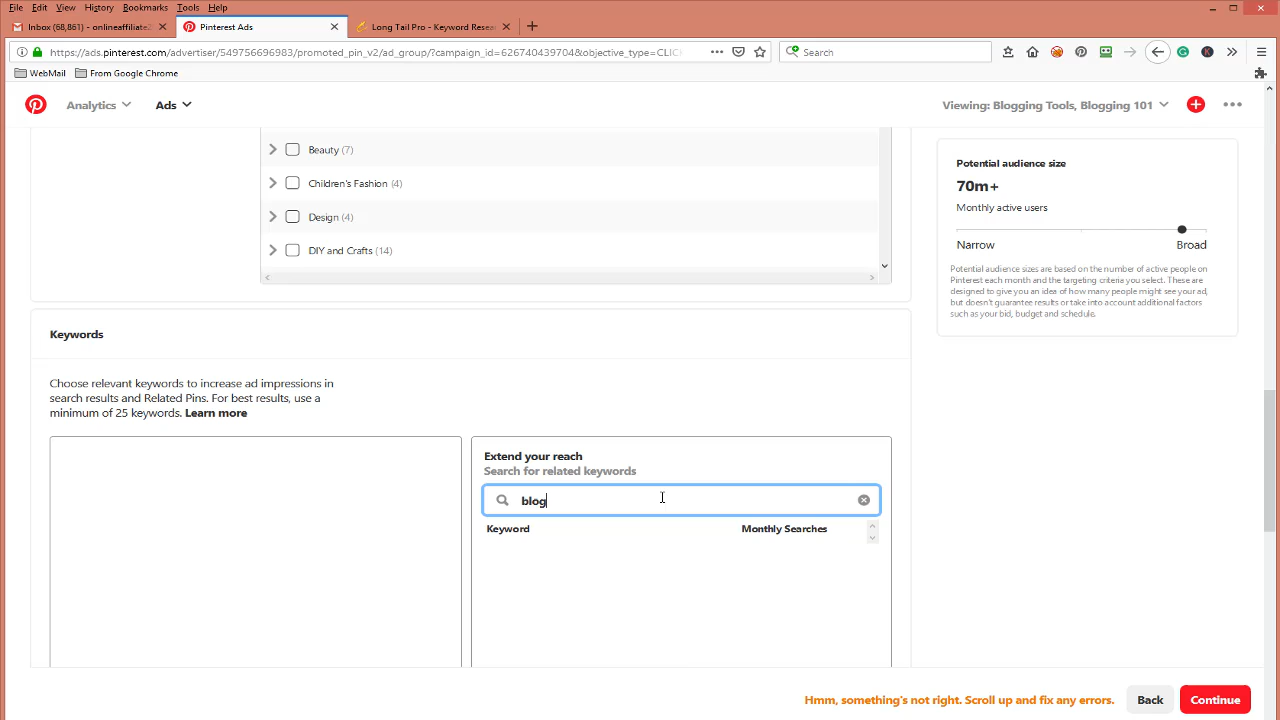 File Edit View History Bookmarks Tools Help
Inbox (68,861) - onlineaffiliate2
Pinterest Ads
Long Tail Pro - Keyword Resear
https://ads.pinterest.com/advertiser/549756696983/promoted_pin_v2/ad_group/?campaign_id=626740439704&objective_type=CLIC
Search
WebMail From Google Chrome
Analytics Ads
Viewing: Blogging Tools, Blogging 101
Beauty (7)
Children's Fashion (4)
Design (4)
DIY and Crafts (14)
Potential audience size
70m+
Monthly active users
Narrow Broad
Potential audience sizes are based on the number of active people on
Pinterest each month and the targeting criteria you select. These are
designed to give you an idea of how many people might see your ad,
but doesn't guarantee results or take into account additional factors
such as your bid, budget and schedule.
Keywords
Choose relevant keywords to increase ad impressions in
search results and Related Pins. For best results, use a
minimum of 25 keywords. Learn more
Extend your reach
Search for related keywords
blog
Keyword Monthly Searches
Hmm, something's not right. Scroll up and fix any errors.
Back
Continue